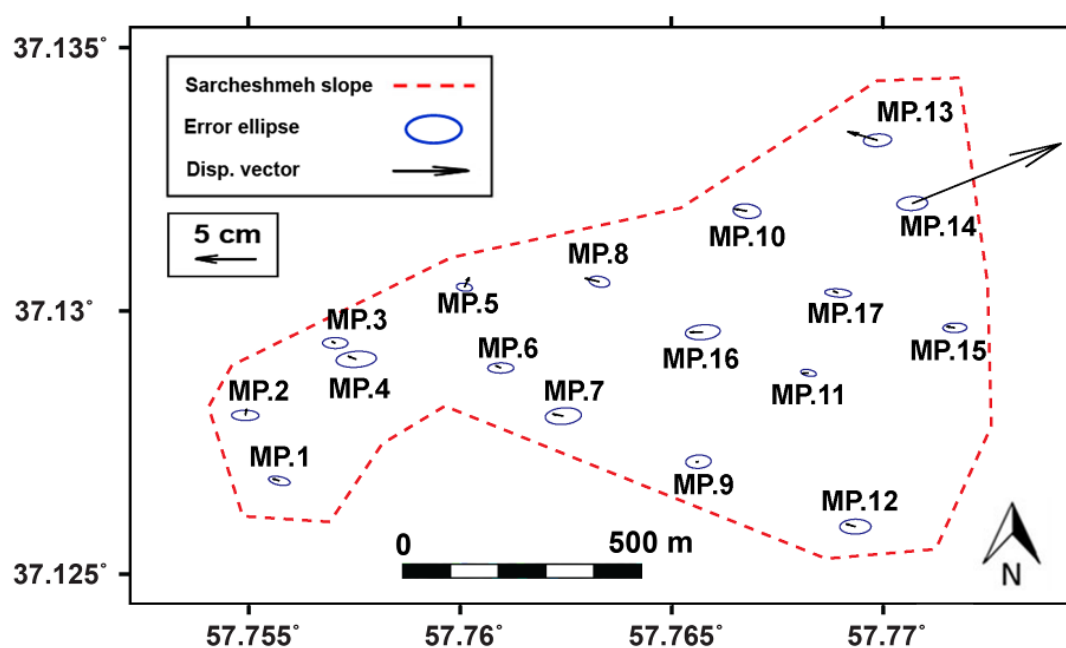 37.135°
Sarcheshmeh slope
Error ellipse
Disp. vector
5 cm
MP.13
MP.14
MP.10
MP.8
MP.5
37.13°
MP.3
MP.17
MP.15
MP.6
MP.16
MP.4
MP.11
MP.2
MP.7
MP.1
MP.9
MP.12
0 500 m
N
37.125°
57.755° 57.76° 57.765° 57.77°